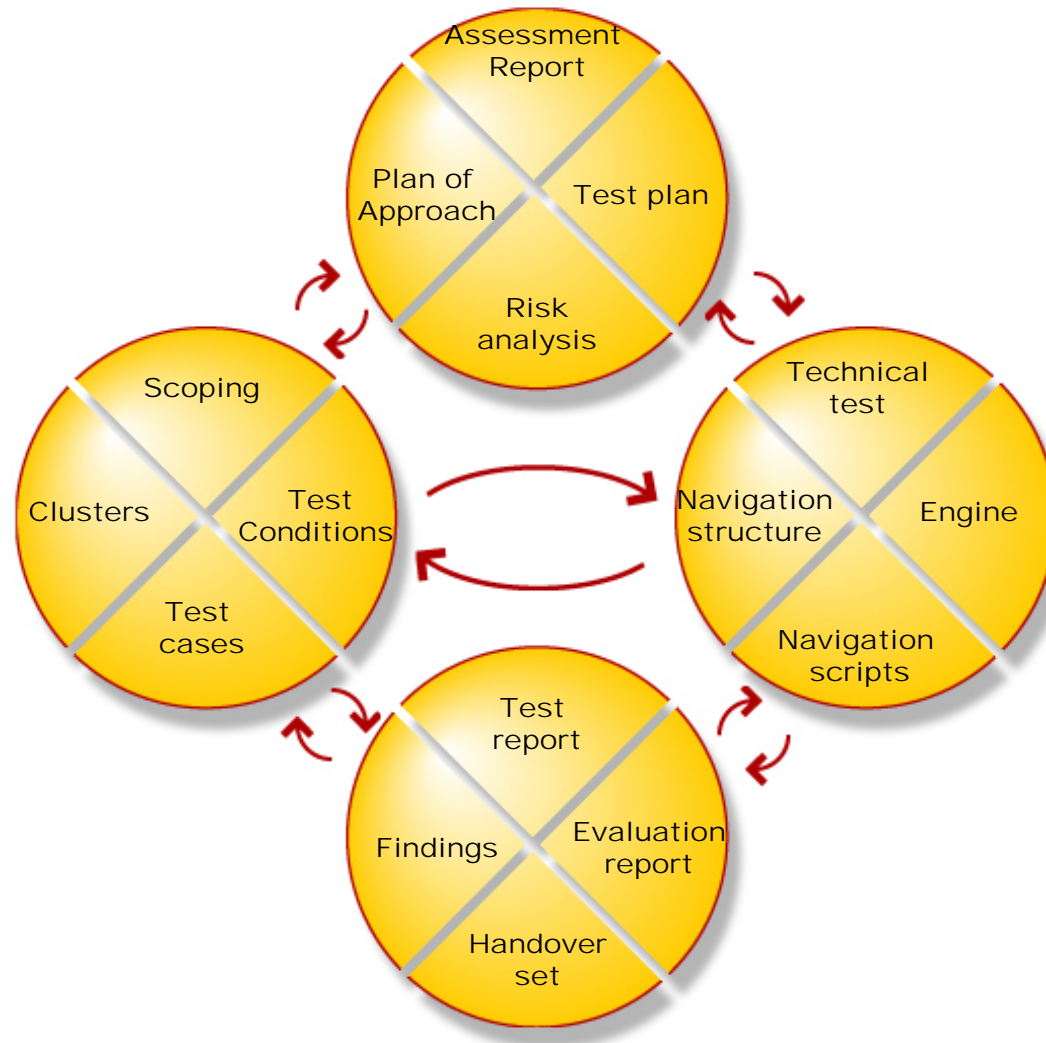 Assessment
Report
Plan of
Approach
Test plan
Risk
analysis
Scoping
Clusters
Test
Conditions
Test
cases
Technical
test
Navigation
structure
Engine
Navigation
scripts
Test
report
Findings
Evaluation
report
Handover
set